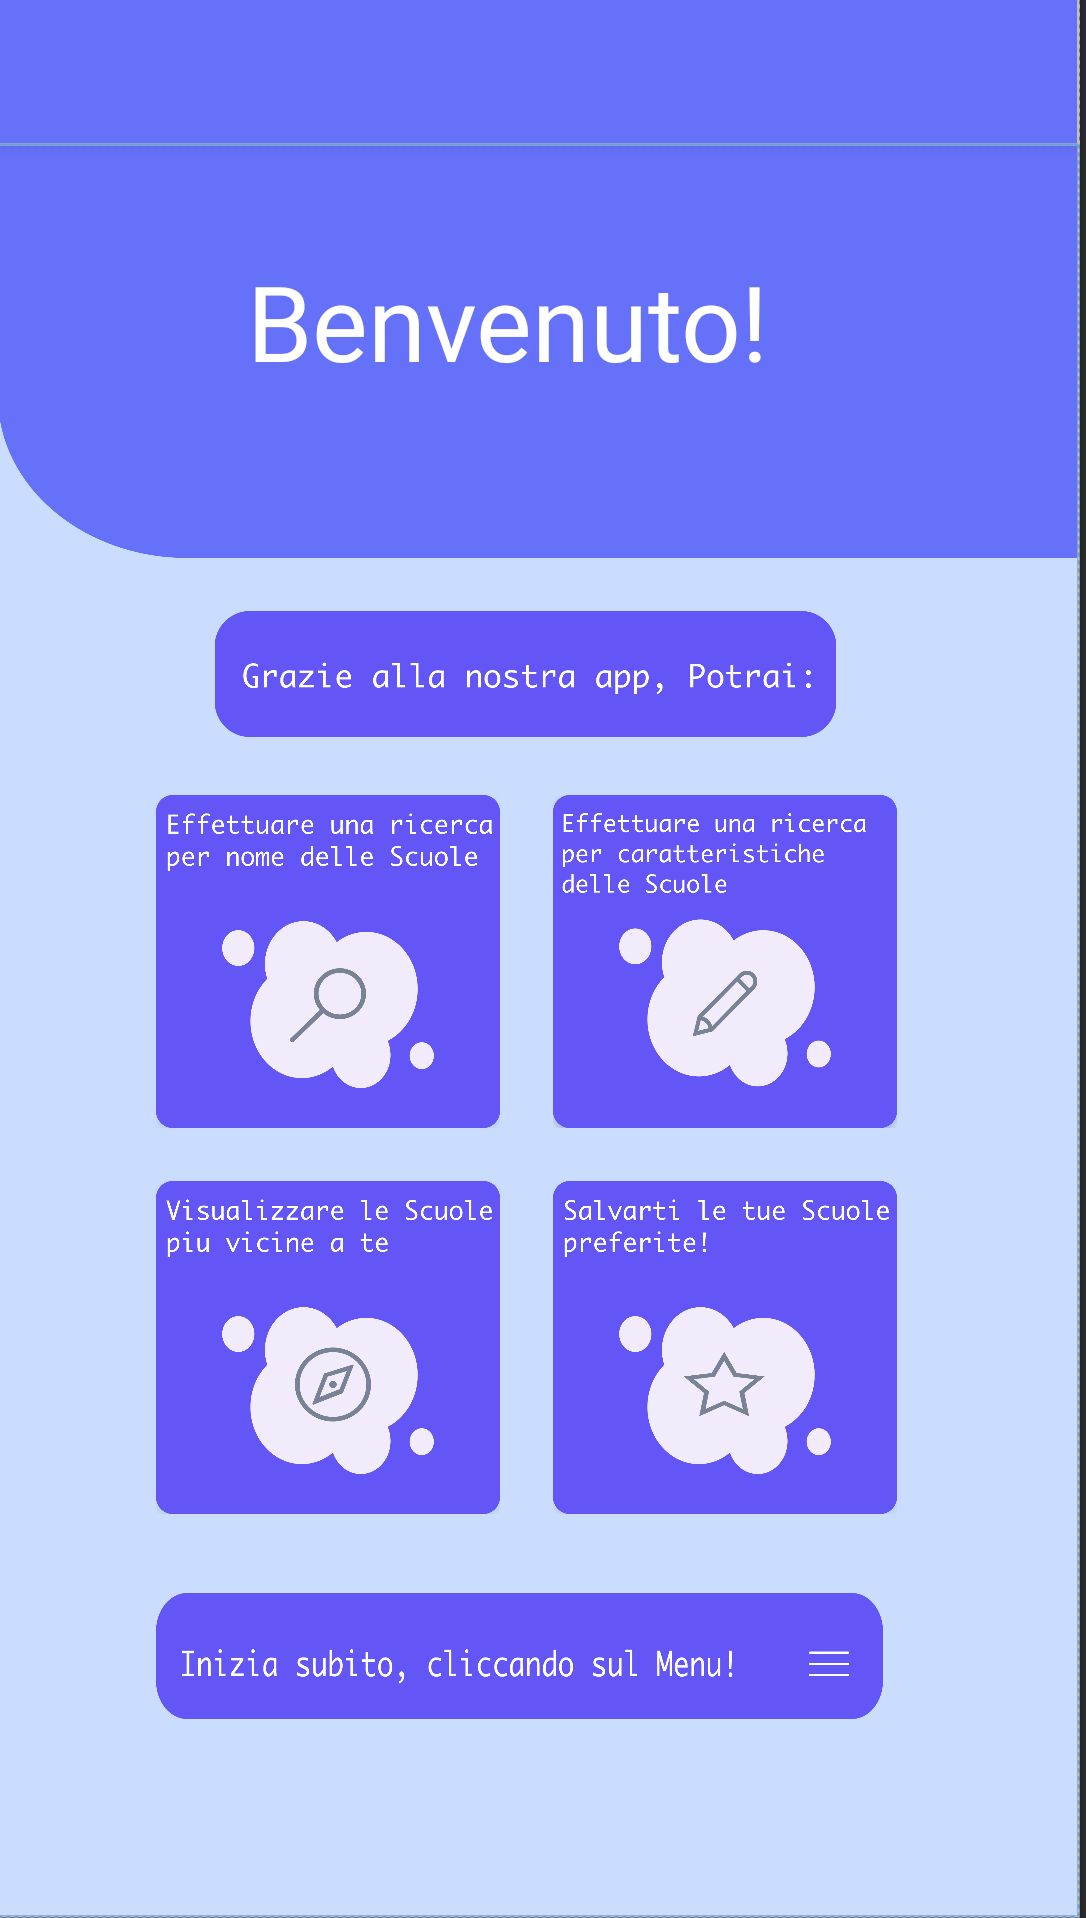 Benvenuto!
Grazie alla nostra app, Potrai:
Effettuare una ricerca
per nome delle Scuole
Effettuare una ricerca
per caratteristiche
delle Scuole
Visualizzare le Scuole
piu vicine a te
Salvarti le tue Scuole
preferite!
Inizia subito, cliccando sul Menu!